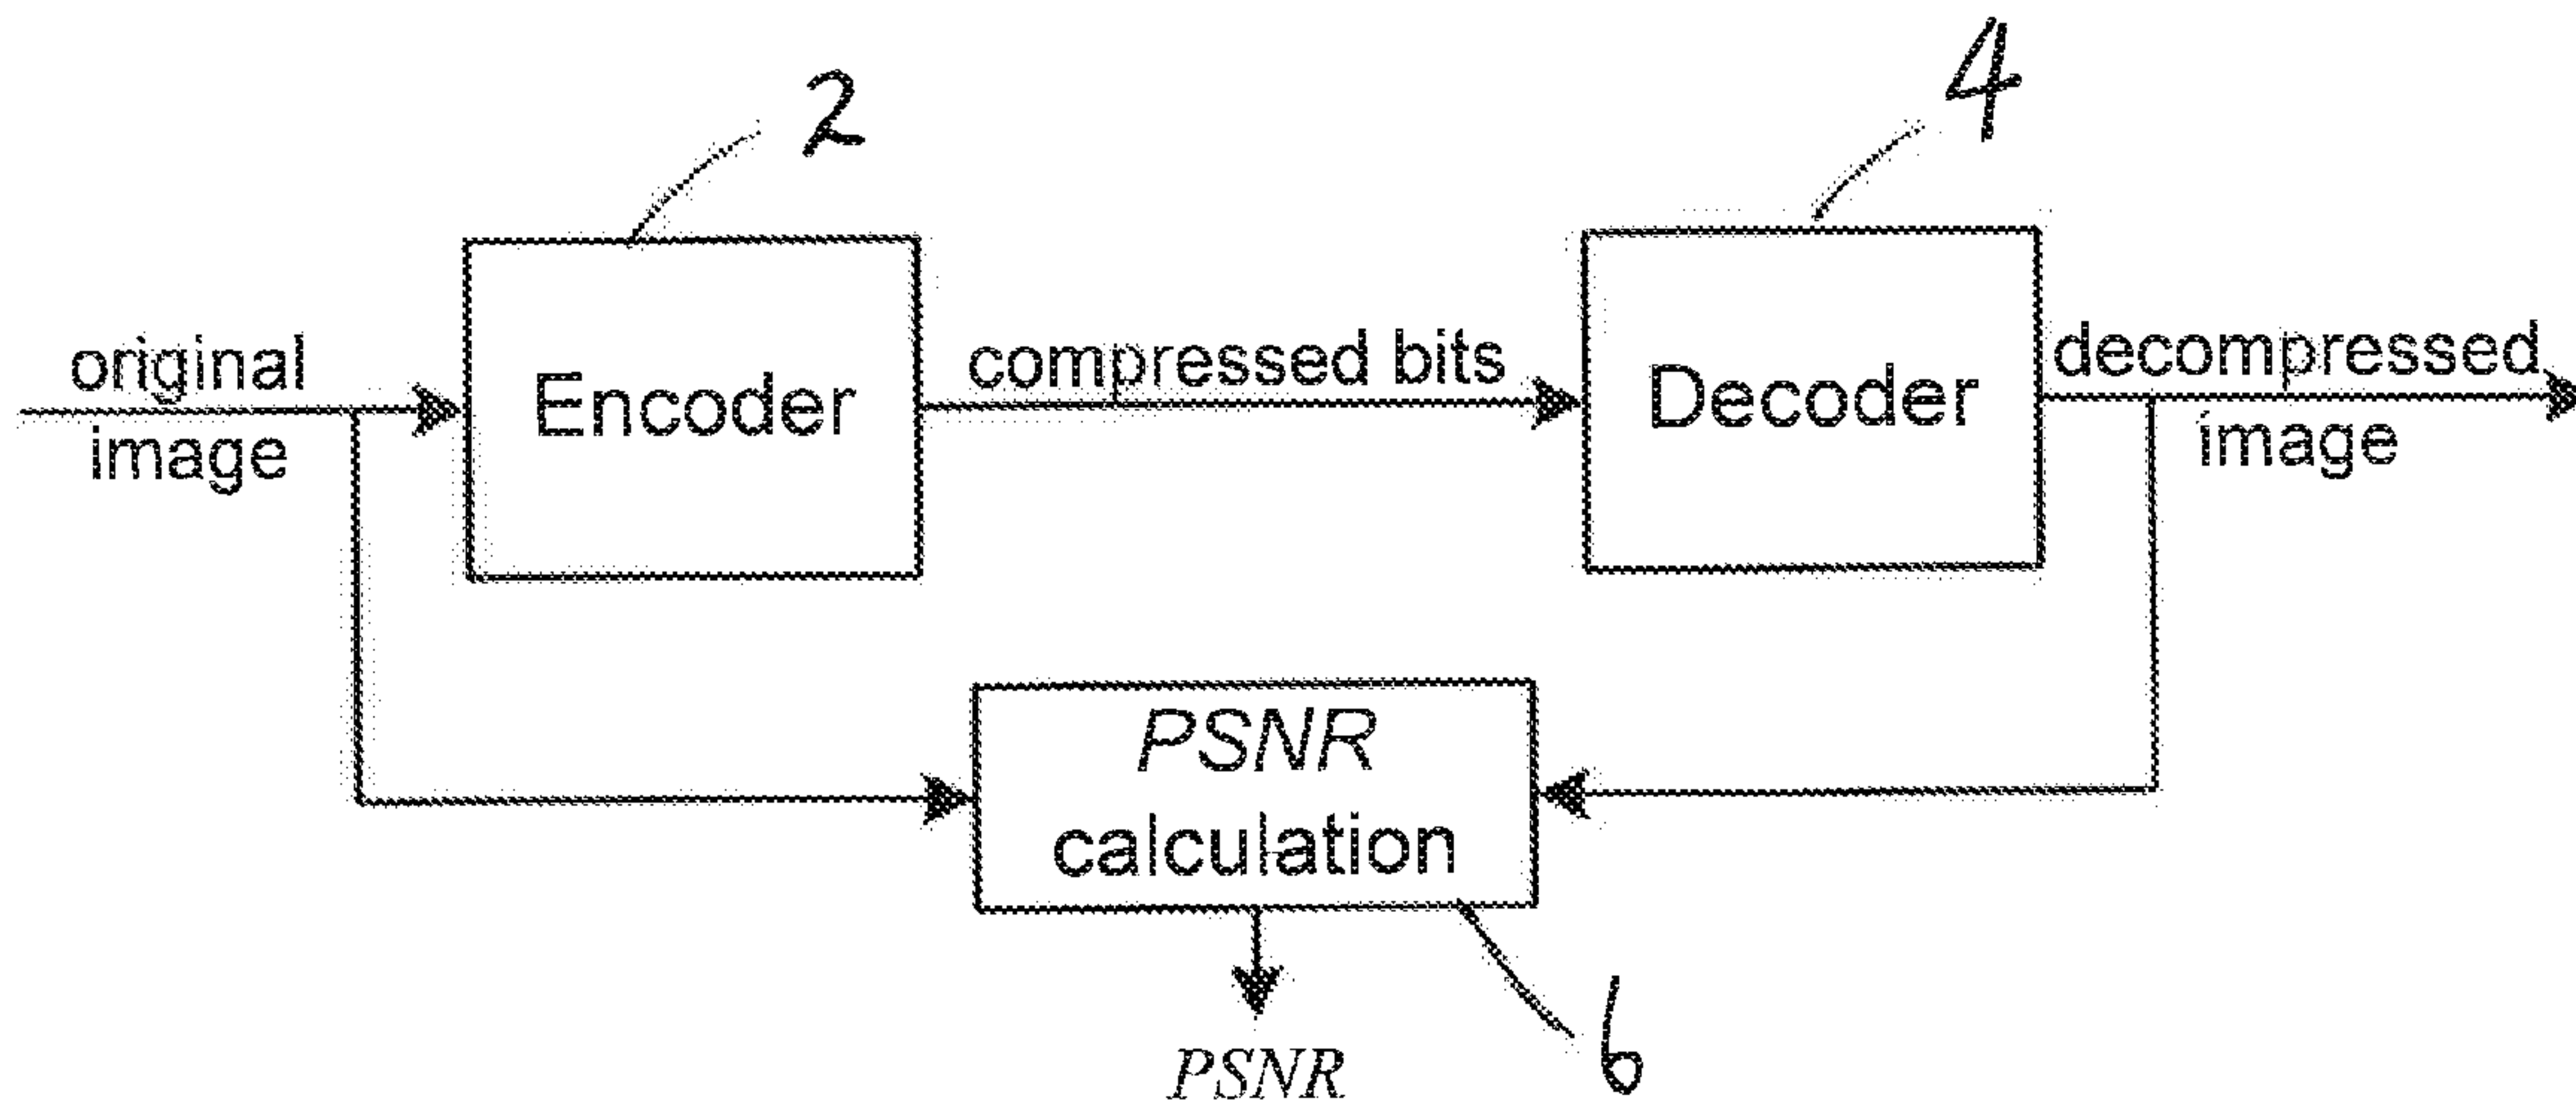 2
4
original
image
Encoder
compressed bits
Decoder
decompressed
image
PSNR
calculation
6
PSNR